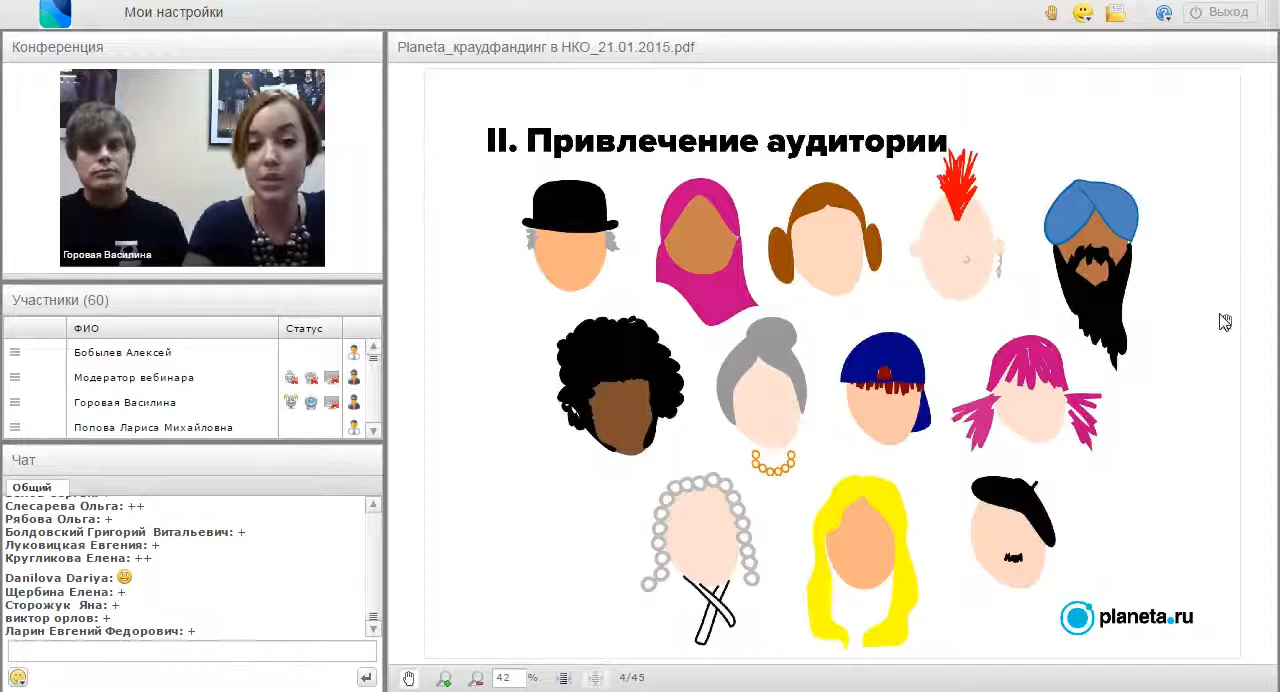 Мои настройки
Выход
Конференция
Горовая Василина
Участники (60)
ФИО
Статус
Бобылев Алексей
Модератор вебинара
Горовая Василина
Попова Лариса Михайловна
Чат
Общий
Слесарева Ольга: ++
Рябова Ольга: +
Болдовский Григорий Витальевич: +
Луковицкая Евгения: +
Кругликова Елена: ++
Danilova Dariya:
Щербина Елена: +
Сторожук Яна: +
виктор орлов: +
Ларин Евгений Федорович: +
Planeta_краудфандинг в НКО_21.01.2015.pdf
II. Привлечение аудитории
planeta.ru
42 %
4/45